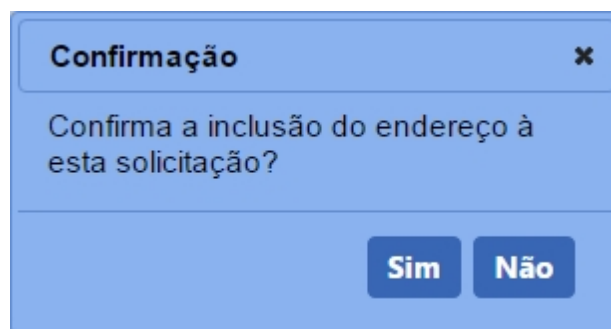 Confirmação
Confirma a inclusão do endereço à
esta solicitação?
Sim Não